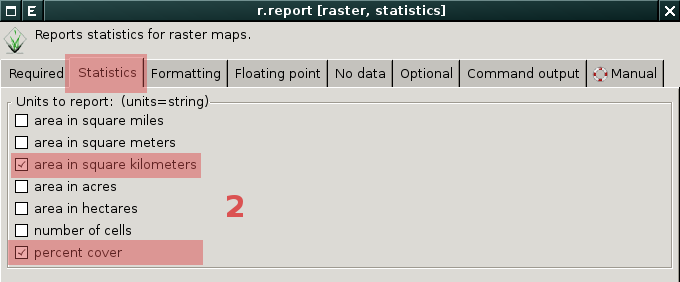 E
r.report [raster, statistics]
Reports statistics for raster maps.
Required Statistics Formatting Floating point No data Optional Command output Manual
Units to report: (units=string)
area in square miles
area in square meters
area in square kilometers
area in acres
area in hectares
2
number of cells
percent cover